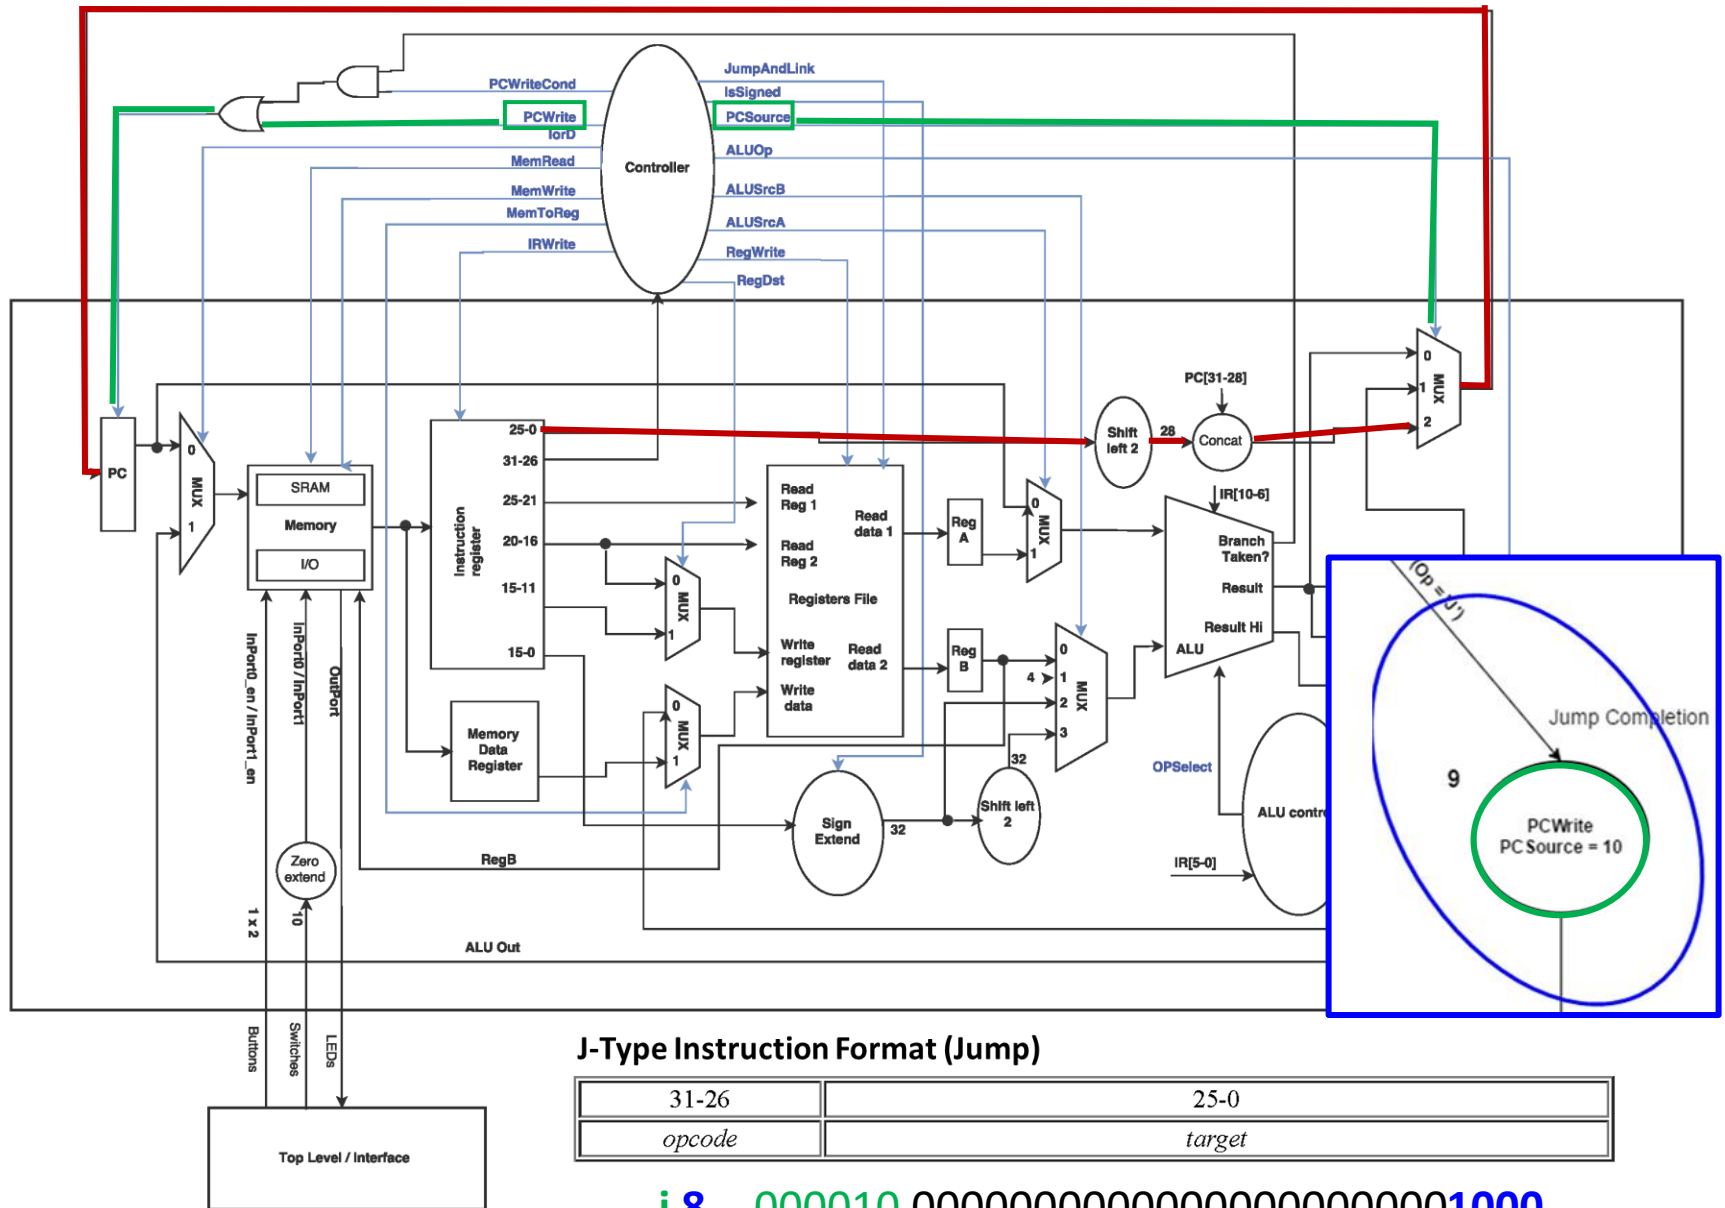 JumpAndLink
PCWriteCond
IsSigned
PCWrite
PCSource
IorD
ALUOp
MemRead
Controller
MemWrite
ALUSrcB
MemToReg
ALUSrcA
IRWrite
RegWrite
RegDst
PC[31-28]
0
1
MUX
2
25-0
Shift
left 2
28
Concat
31-26
PC
0
MUX
1
SRAM
Memory
I/O
Instruction
register
25-21
20-16
15-11
15-0
Read
Reg 1
Read
data 1
Read
Reg 2
Registers File
Write
register
Read
data 2
Write
data
0
MUX
1
0
MUX
1
Reg
A
Reg
B
0
MUX
1
0
4
1
MUX
2
3
IR[10-6]
Branch
Taken?
Result
Result Hi
ALU
InPort0_en / InPort1_en
InPort0 / InPort1
OutPort
Memory
Data
Register
Sign
Extend
32
32
Shift left
2
OPSelect
ALU contr
IR[5-0]
RegB
Zero
extend
1 x 2
10
ALU Out
(Op = 'J')
Jump Completion
9
PCWrite
PCSource = 10
Buttons
Switches
LEDs
Top Level / Interface
J-Type Instruction Format (Jump)
31-26 25-0
opcode target
j 8 000010 00000000000000000000001000